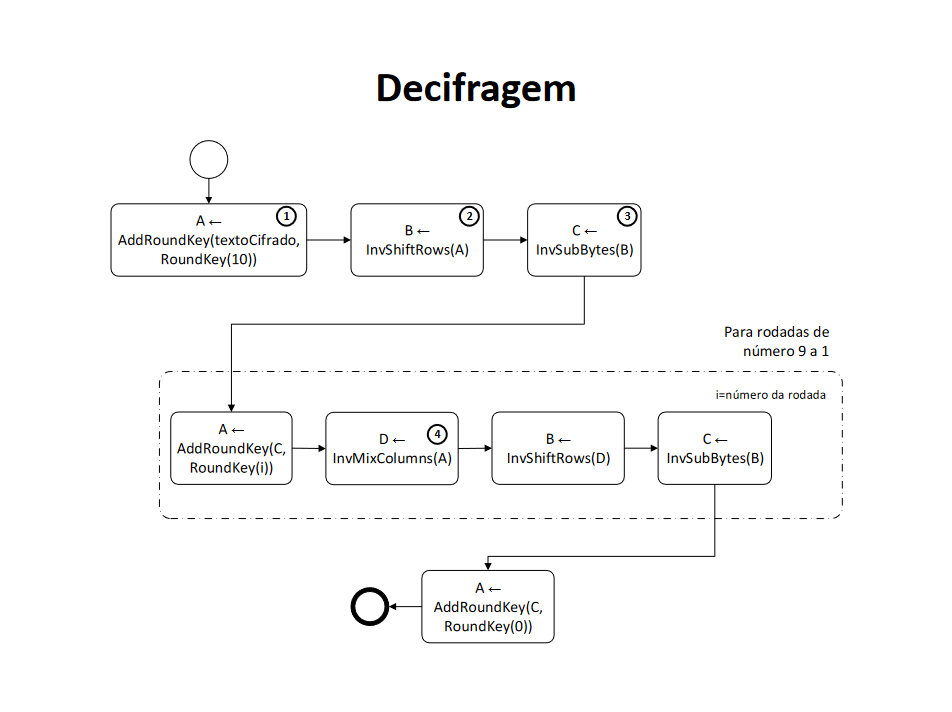 Decifragem
A ←
1
AddRoundKey(textoCifrado,
RoundKey(10))
B ←
2
InvShiftRows(A)
C ←
3
InvSubBytes(B)
Para rodadas de
número 9 a 1
i=número da rodada
A ←
AddRoundKey(C,
RoundKey(i))
D ←
4
InvMixColumns(A)
B ←
InvShiftRows(D)
C ←
InvSubBytes(B)
A ←
AddRoundKey(C,
RoundKey(0))